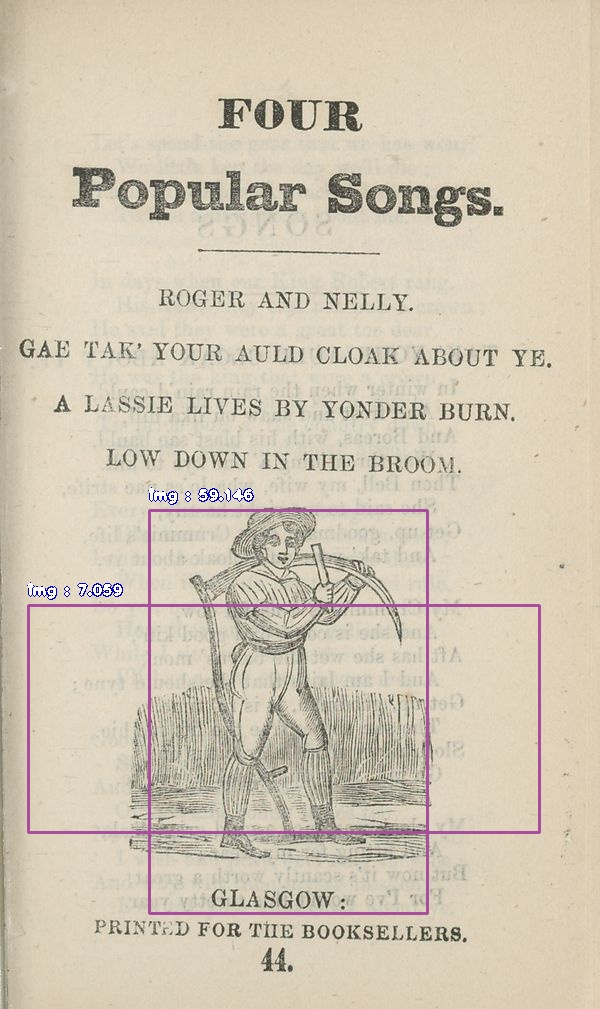 FOUR
Popular Songs.
ROGER AND NELLY.
GAE TAK' YOUR AULD CLOAK ABOUT YE.
A LASSIE LIVES BY YONDER BURN.
LOW DOWN IN THE BROOM.
img : 59.146
img : 7.059
GLASGOW:
PRINTED FOR THE BOOKSELLERS.
44.